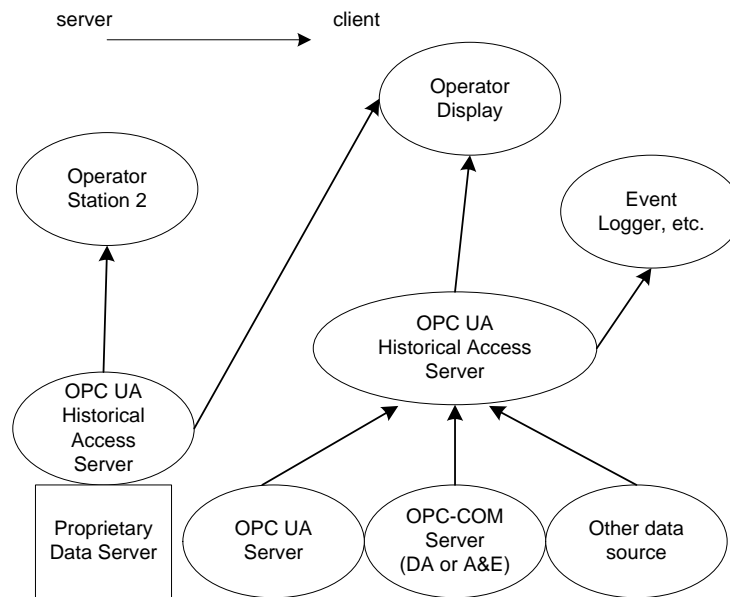 server
client
Operator
Display
Operator
Station 2
Event
Logger, etc.
OPC UA
Historical Access
Server
OPC UA
Historical
Access
Server
Proprietary
Data Server
OPC UA
Server
OPC-COM
Server
(DA or A&E)
Other data
source